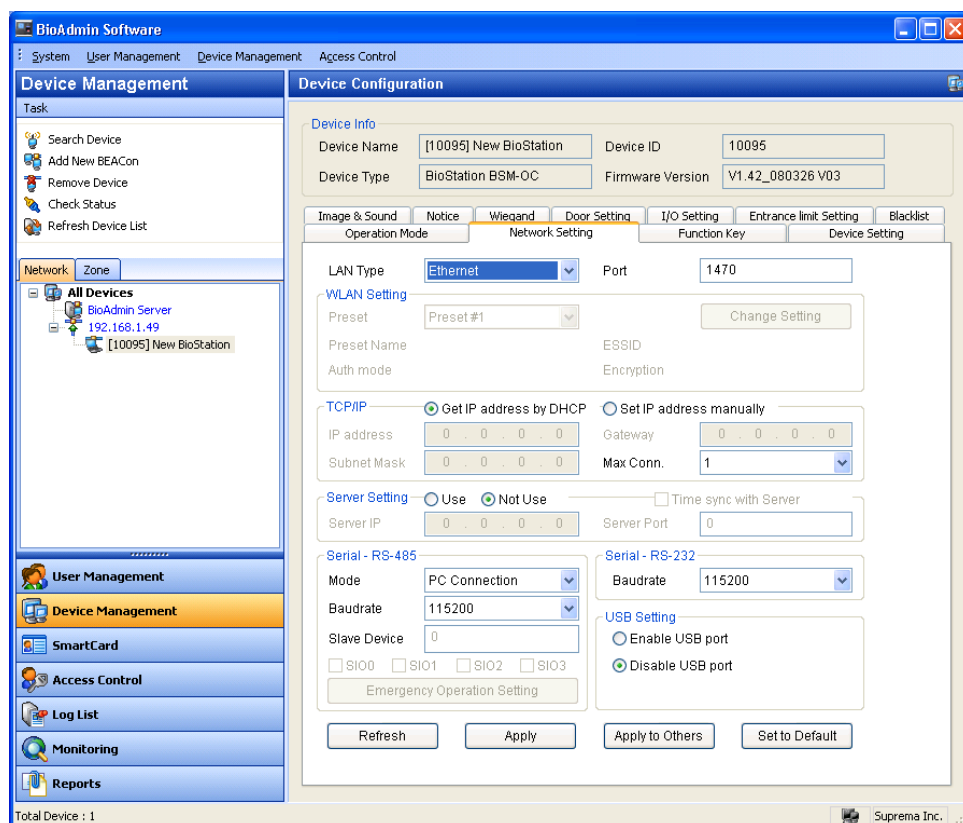 BioAdmin Software
System User Management Device Management Access Control
Device Management
Task
Search Device
Add New BEACon
Remove Device
Check Status
Refresh Device List
Network Zone
All Devices
BioAdmin Server
192.168.1.49
[10095] New BioStation
User Management
Device Management
SmartCard
Access Control
Log List
Monitoring
Reports
Device Configuration
Device Info
Device Name [10095] New BioStation Device ID 10095
Device Type BioStation BSM-OC Firmware Version V1.42_080326 V03
Image & Sound Notice Wiegand Door Setting I/O Setting Entrance limit Setting Blacklist
Operation Mode Network Setting Function Key Device Setting
LAN Type Ethernet Port 1470
WLAN Setting
Preset Preset #1 Change Setting
Preset Name ESSID
Auth mode Encryption
TCP/IP Get IP address by DHCP Set IP address manually
IP address 0 . 0 . 0 . 0 Gateway 0 . 0 . 0 . 0
Subnet Mask 0 . 0 . 0 . 0 Max Conn. 1
Server Setting Use Not Use Time sync with Server
Server IP 0 . 0 . 0 . 0 Server Port 0
Serial - RS-485 Serial - RS-232
Mode PC Connection Baudrate 115200
Baudrate 115200
USB Setting
Slave Device 0 Enable USB port
SIO0 SIO1 SIO2 SIO3 Disable USB port
Emergency Operation Setting
Refresh Apply Apply to Others Set to Default
Total Device : 1 Suprema Inc.